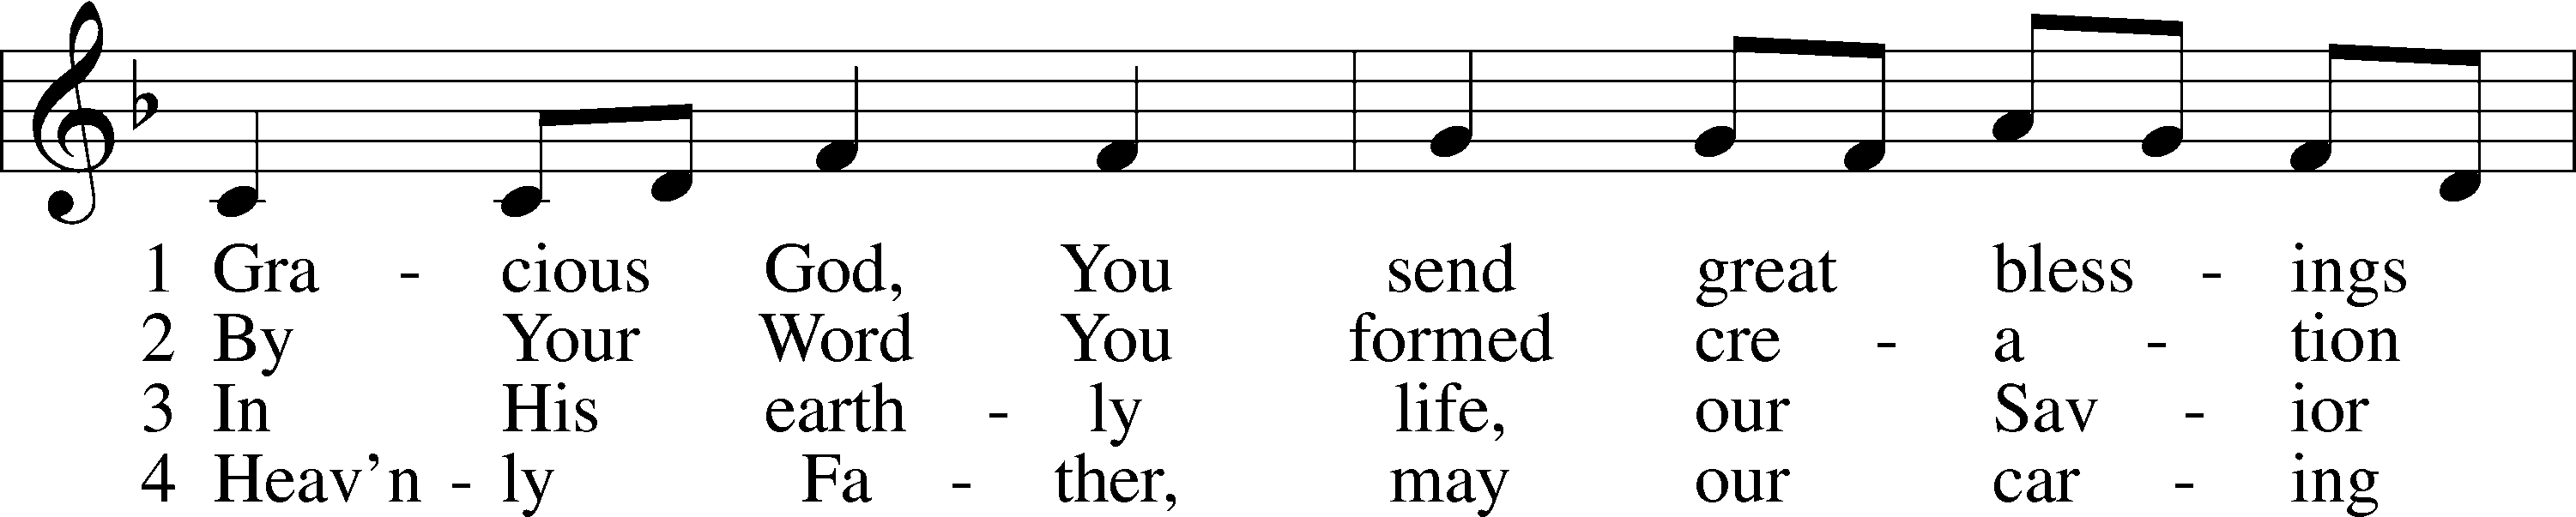 1 Gra - cious God, You send great bless - ings
2 By Your Word You formed cre - a - tion
3 In His earth - ly life, our Sav - ior
4 Heav'n - ly Fa - ther, may our car - ing